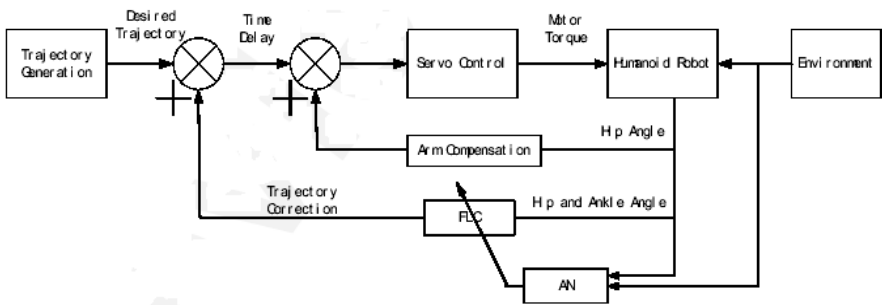 Desired
Trajectory
Time
Delay
Motor
Torque
Trajectory
Generation
Servo Control
Humanoid Robot
Environment
Hip Angle
Arm Compensation
Trajectory
Correction
FLC
Hip and Ankle Angle
AN